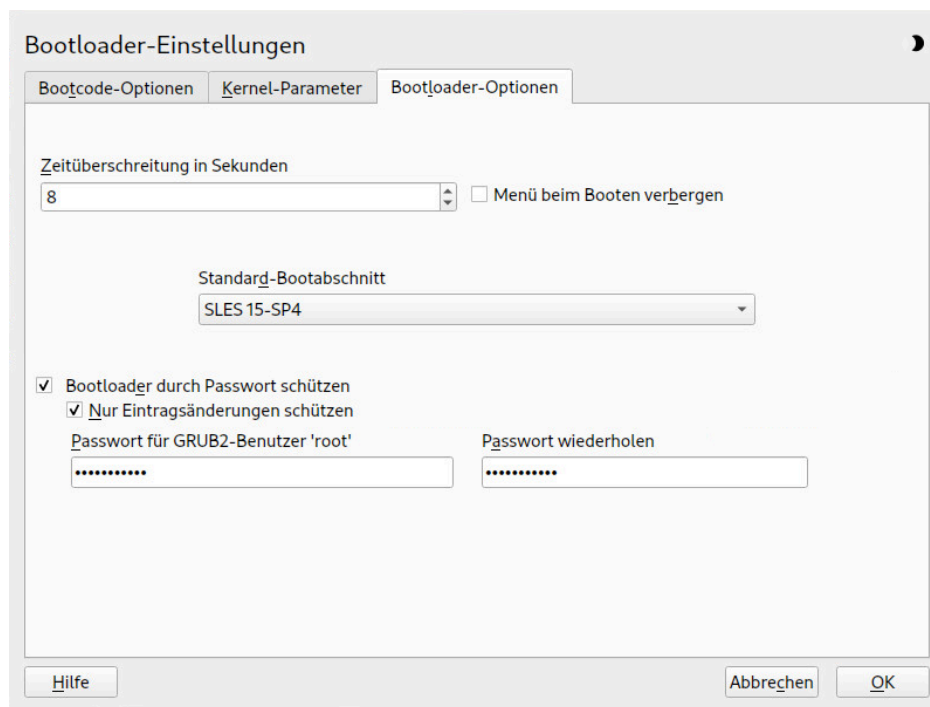 Bootloader-Einstellungen
Bootcode-Optionen Kernel-Parameter Bootloader-Optionen
Zeitüberschreitung in Sekunden
8 Menü beim Booten verbergen
Standard-Bootabschnitt
SLES 15-SP4
Bootloader durch Passwort schützen
Nur Eintragsänderungen schützen
Passwort für GRUB2-Benutzer 'root' Passwort wiederholen
••••••••••• •••••••••••
Hilfe Abbrechen OK